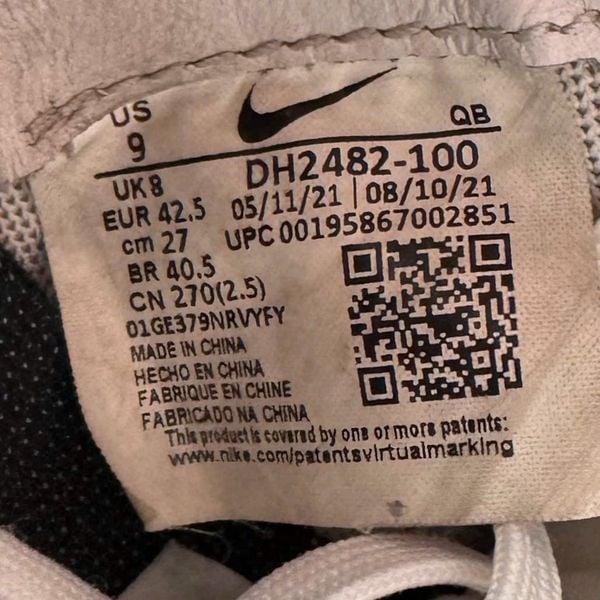 US
9
QB
DH2482-100
UK 8
EUR 42.5
cm 27
BR 40.5
CN 270(2.5)
05/11/21 | 08/10/21
UPC 00195867002851
01GE379NRVYFY
MADE IN CHINA
HECHO EN CHINA
FABRIQUE EN CHINE
FABRICADO NA CHINA
This product is covered by one or more patents:
www.nike.com/patentsvirtualmarking